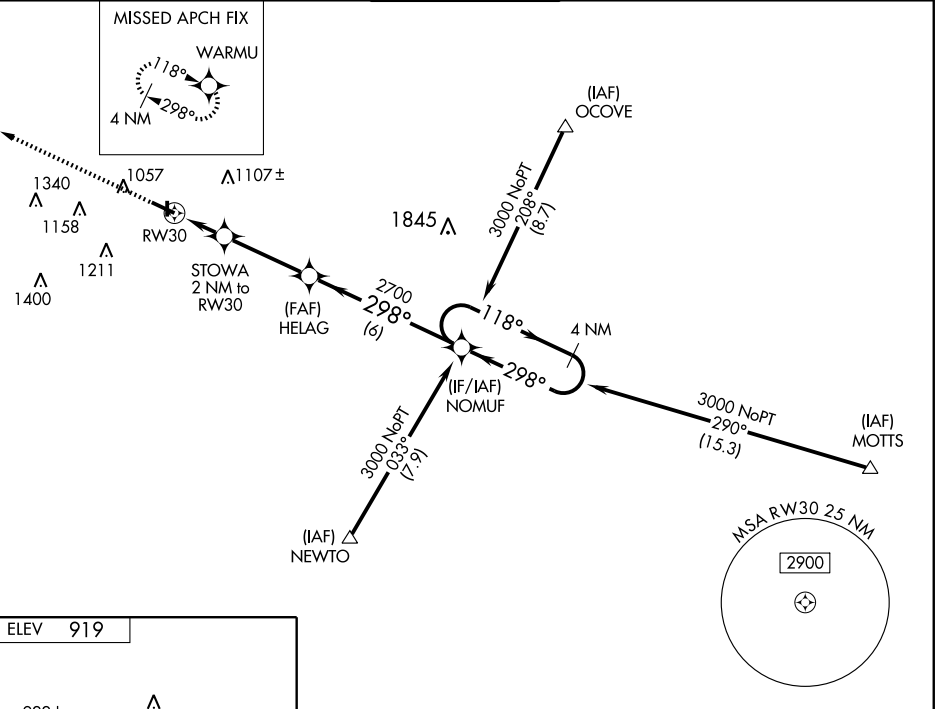 MISSED APCH FIX
WARMU
118°
298°
4 NM
(IAF)
OCOVE
3000 NoPT
208°
(8.7)
1340
1057
1107 ±
1158
1845
RW30
1211
1400
STOWA
2 NM to
RW30
(FAF)
HELAG
2700
298°
(6)
118°
4 NM
298°
(IF/IAF)
NOMUF
3000 NoPT
290°
(15.3)
(IAF)
MOTTS
3000 NoPT
033°
(7.9)
(IAF)
NEWTO
MSA RW30 25 NM
2900
ELEV 919